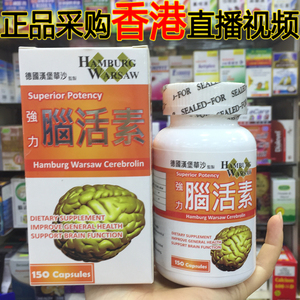 正品采购香港直播视频
HAMBURG
WARSAW
德國漢堡華沙
Superior Potency
強力
腦活素
Hamburg Warsaw Cerebrolin
DIETARY SUPPLEMENT
IMPROVE GENERAL HEALTH
SUPPORT BRAIN FUNCTION
150 Capsules
SEALED-FOR
德國漢堡華沙
HAMBURG
WARSAW
Superior Potency
強力
腦活素
Hamburg Warsaw Cerebrolin
DIETARY SUPPLEMENT
IMPROVE GENERAL HEALTH
SUPPORT BRAIN FUNCTION
150 Capsules